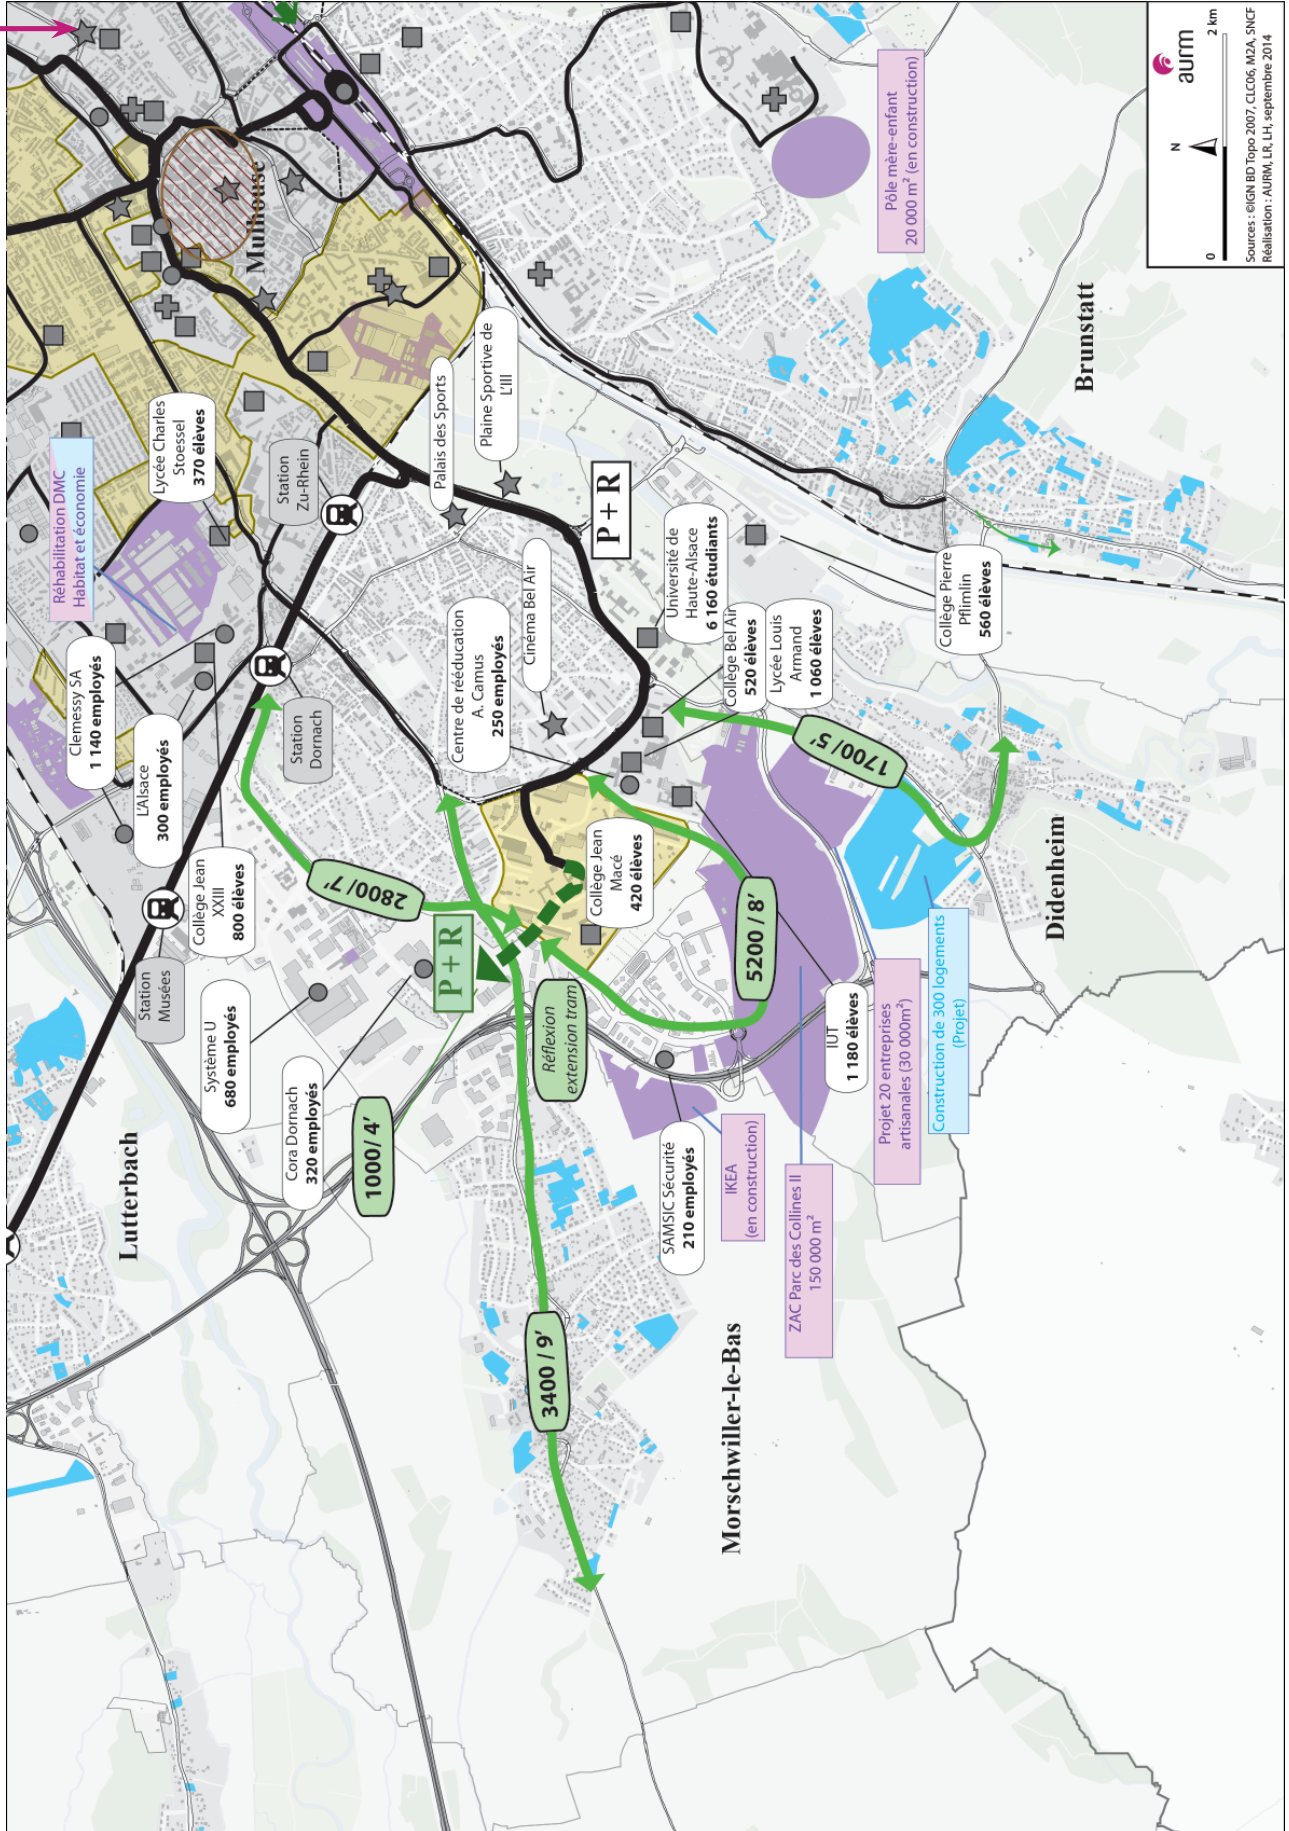 Lutterbach
Mulhouse
Morschwiller-le-Bas
Didenheim
Brunstatt
Réhabilitation DMC
Habitat et économie
Clemessy SA
1 140 employés
L'Alsace
300 employés
Collège Jean
XXIII
800 élèves
Station
Musées
Système U
680 employés
Cora Dornach
320 employés
Lycée Charles
Stoessel
370 élèves
Station
Zu-Rhein
Station
Dornach
Palais des Sports
Plaine Sportive de
L'Ill
Centre de rééducation
A. Camus
250 employés
Cinéma Bel Air
P + R
Université de
Haute-Alsace
6 160 étudiants
Collège Bel Air
520 élèves
Lycée Louis
Armand
1 060 élèves
Collège Pierre
Pflimlin
560 élèves
Collège Jean
Macé
420 élèves
IUT
1 180 élèves
P + R
Réflexion
extension tram
1000/ 4'
2800/ 7'
3400 / 9'
5200 / 8'
1700/ 5'
SAMSIC Sécurité
210 employés
IKEA
(en construction)
ZAC Parc des Collines II
150 000 m²
Projet 20 entreprises
artisanales (30 000m²)
Construction de 300 logements
(Projet)
Pôle mère-enfant
20 000 m² (en construction)
aurm
N
0
2 km
Sources : ©IGN BD Topo 2007, CLC06, M2A, SNCF
Réalisation : AURM, LR, LH, septembre 2014